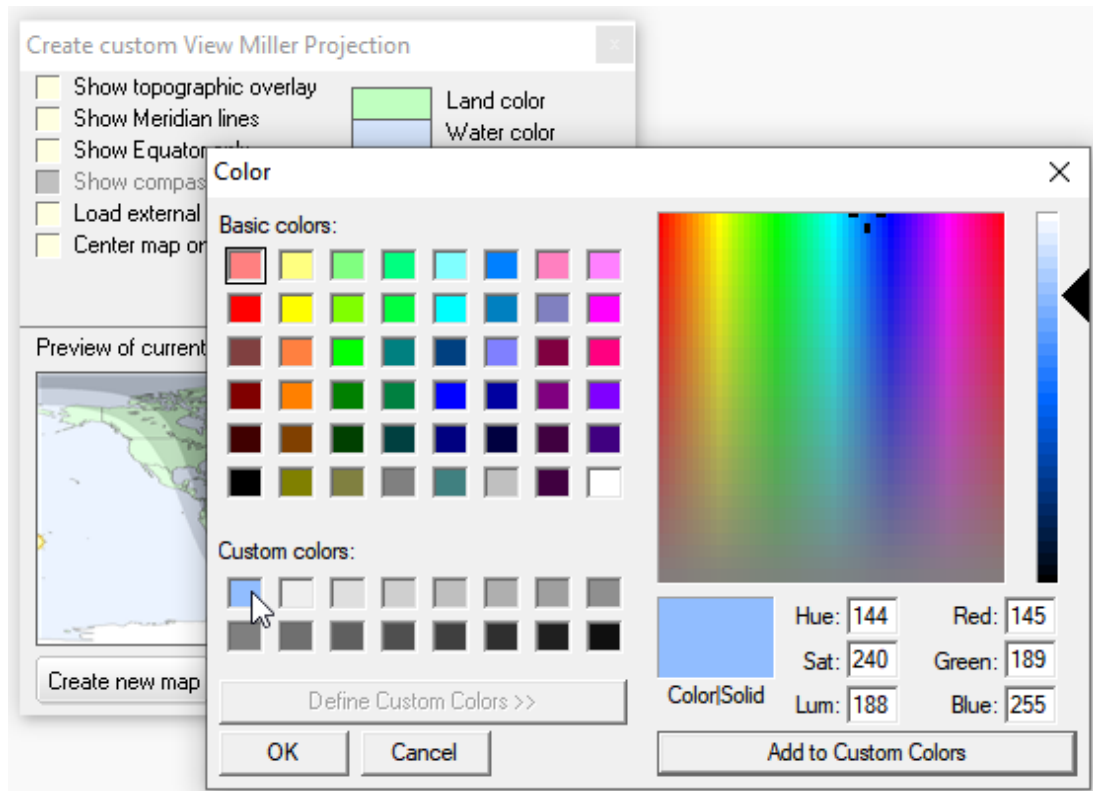 Create custom View Miller Projection
x
Show topographic overlay
Show Meridian lines
Show Equator only
Show compas
Load external
Center map or
Land color
Water color
Preview of current
Create new map
Color
Basic colors:
Custom colors:
Define Custom Colors >>
OK
Cancel
Color|Solid
Hue: 144
Sat: 240
Lum: 188
Red: 145
Green: 189
Blue: 255
Add to Custom Colors